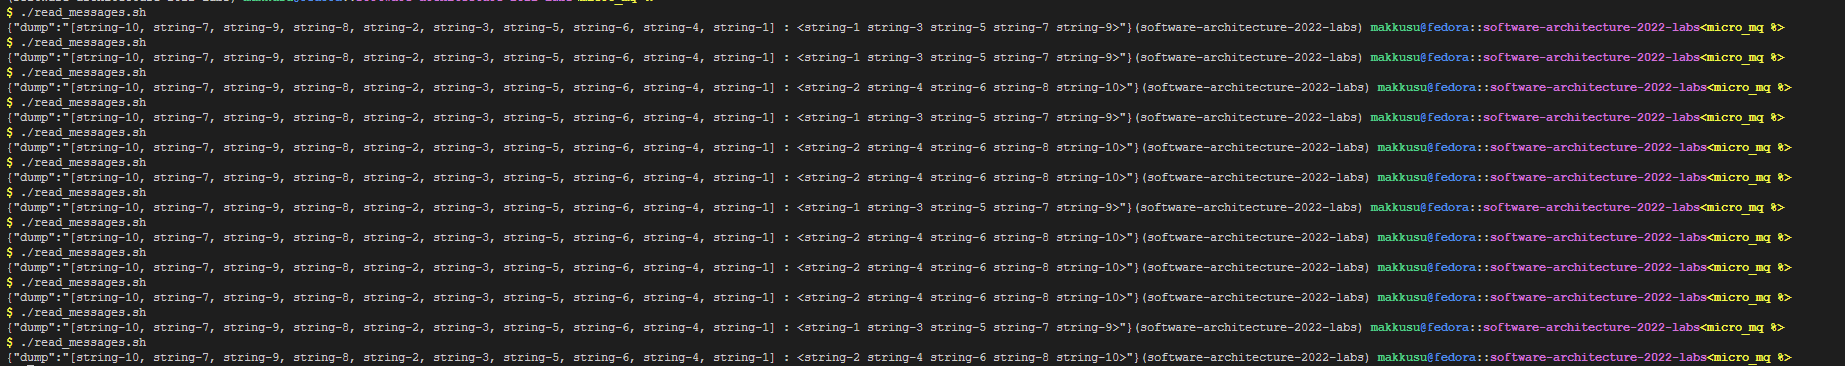 (software-architecture-2022-labs) makkusu@fedora::software-architecture-2022-labs<micro_mq %>
$ ./read_messages.sh
{"dump":"[string-10, string-7, string-9, string-8, string-2, string-3, string-5, string-6, string-4, string-1] : <string-1 string-3 string-5 string-7 string-9>"}(software-architecture-2022-labs) makkusu@fedora::software-architecture-2022-labs<micro_mq %>
$ ./read_messages.sh
{"dump":"[string-10, string-7, string-9, string-8, string-2, string-3, string-5, string-6, string-4, string-1] : <string-1 string-3 string-5 string-7 string-9>"}(software-architecture-2022-labs) makkusu@fedora::software-architecture-2022-labs<micro_mq %>
$ ./read_messages.sh
{"dump":"[string-10, string-7, string-9, string-8, string-2, string-3, string-5, string-6, string-4, string-1] : <string-2 string-4 string-6 string-8 string-10>"}(software-architecture-2022-labs) makkusu@fedora::software-architecture-2022-labs<micro_mq %>
$ ./read_messages.sh
{"dump":"[string-10, string-7, string-9, string-8, string-2, string-3, string-5, string-6, string-4, string-1] : <string-1 string-3 string-5 string-7 string-9>"}(software-architecture-2022-labs) makkusu@fedora::software-architecture-2022-labs<micro_mq %>
$ ./read_messages.sh
{"dump":"[string-10, string-7, string-9, string-8, string-2, string-3, string-5, string-6, string-4, string-1] : <string-2 string-4 string-6 string-8 string-10>"}(software-architecture-2022-labs) makkusu@fedora::software-architecture-2022-labs<micro_mq %>
$ ./read_messages.sh
{"dump":"[string-10, string-7, string-9, string-8, string-2, string-3, string-5, string-6, string-4, string-1] : <string-2 string-4 string-6 string-8 string-10>"}(software-architecture-2022-labs) makkusu@fedora::software-architecture-2022-labs<micro_mq %>
$ ./read_messages.sh
{"dump":"[string-10, string-7, string-9, string-8, string-2, string-3, string-5, string-6, string-4, string-1] : <string-1 string-3 string-5 string-7 string-9>"}(software-architecture-2022-labs) makkusu@fedora::software-architecture-2022-labs<micro_mq %>
$ ./read_messages.sh
{"dump":"[string-10, string-7, string-9, string-8, string-2, string-3, string-5, string-6, string-4, string-1] : <string-2 string-4 string-6 string-8 string-10>"}(software-architecture-2022-labs) makkusu@fedora::software-architecture-2022-labs<micro_mq %>
$ ./read_messages.sh
{"dump":"[string-10, string-7, string-9, string-8, string-2, string-3, string-5, string-6, string-4, string-1] : <string-2 string-4 string-6 string-8 string-10>"}(software-architecture-2022-labs) makkusu@fedora::software-architecture-2022-labs<micro_mq %>
$ ./read_messages.sh
{"dump":"[string-10, string-7, string-9, string-8, string-2, string-3, string-5, string-6, string-4, string-1] : <string-2 string-4 string-6 string-8 string-10>"}(software-architecture-2022-labs) makkusu@fedora::software-architecture-2022-labs<micro_mq %>
$ ./read_messages.sh
{"dump":"[string-10, string-7, string-9, string-8, string-2, string-3, string-5, string-6, string-4, string-1] : <string-1 string-3 string-5 string-7 string-9>"}(software-architecture-2022-labs) makkusu@fedora::software-architecture-2022-labs<micro_mq %>
$ ./read_messages.sh
{"dump":"[string-10, string-7, string-9, string-8, string-2, string-3, string-5, string-6, string-4, string-1] : <string-2 string-4 string-6 string-8 string-10>"}(software-architecture-2022-labs) makkusu@fedora::software-architecture-2022-labs<micro_mq %>